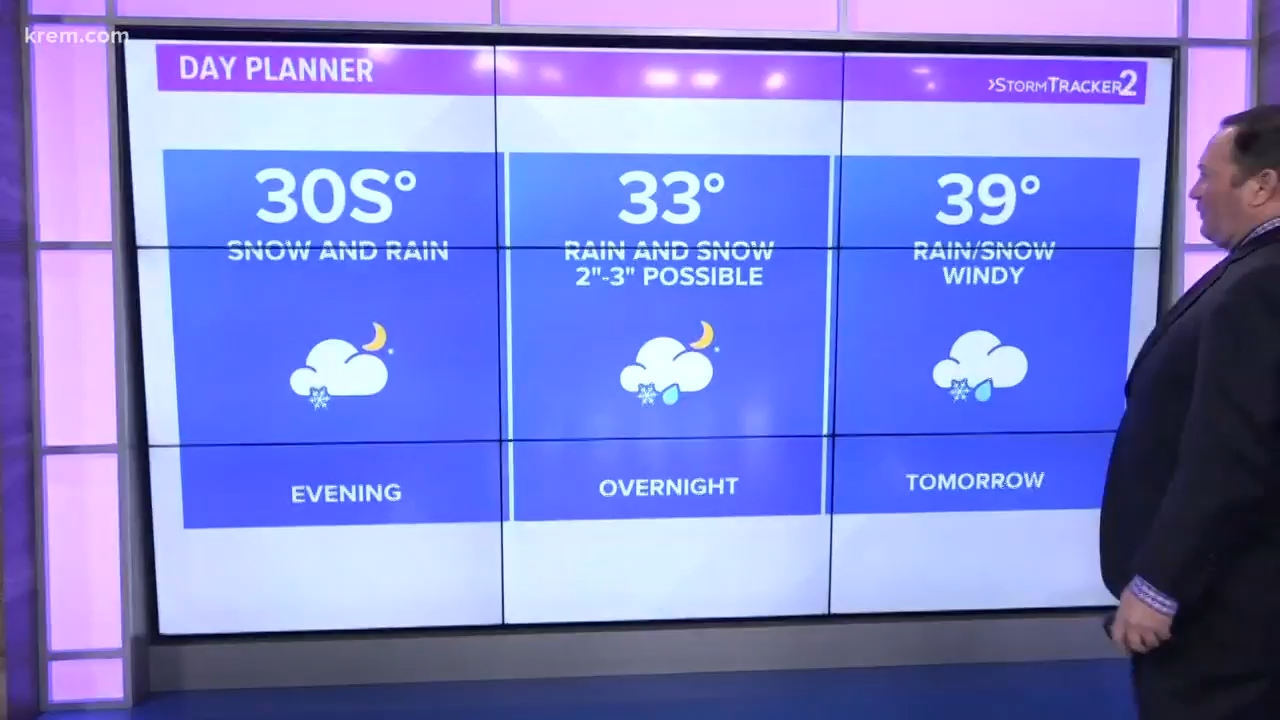 krem.com
DAY PLANNER
›STORMTRACKER2
30S°
SNOW AND RAIN
EVENING
33°
RAIN AND SNOW
2"-3" POSSIBLE
OVERNIGHT
39°
RAIN/SNOW
WINDY
TOMORROW